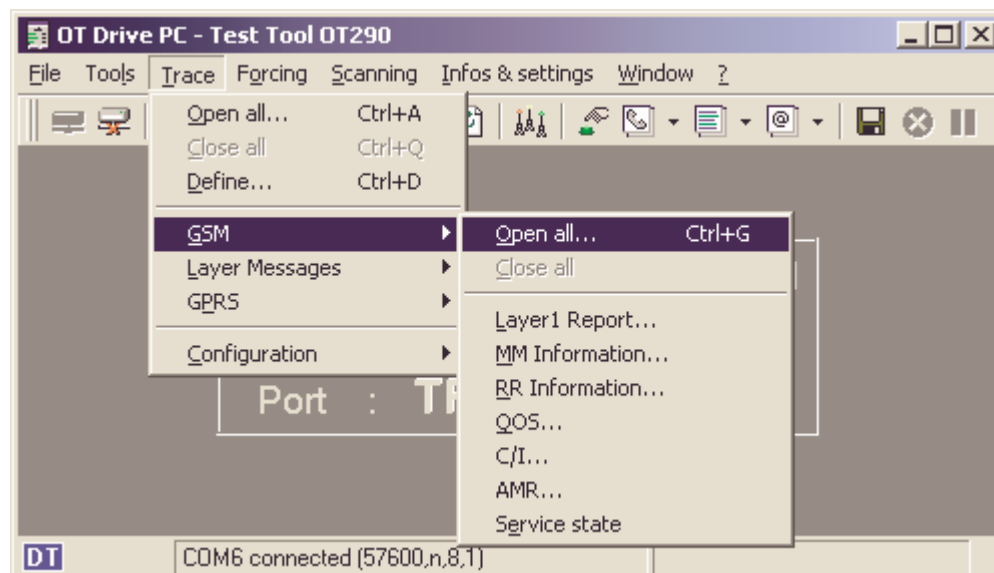 OT Drive PC - Test Tool OT290
File Tools Trace Forcing Scanning Infos & settings Window ?
Open all... Ctrl+A
Close all Ctrl+Q
Define... Ctrl+D
GSM
Layer Messages
GPRS
Configuration
Open all... Ctrl+G
Close all
Layer1 Report...
MM Information...
RR Information...
QOS...
C/I...
AMR...
Service state
Port :
DT COM6 connected (57600,n,8,1)